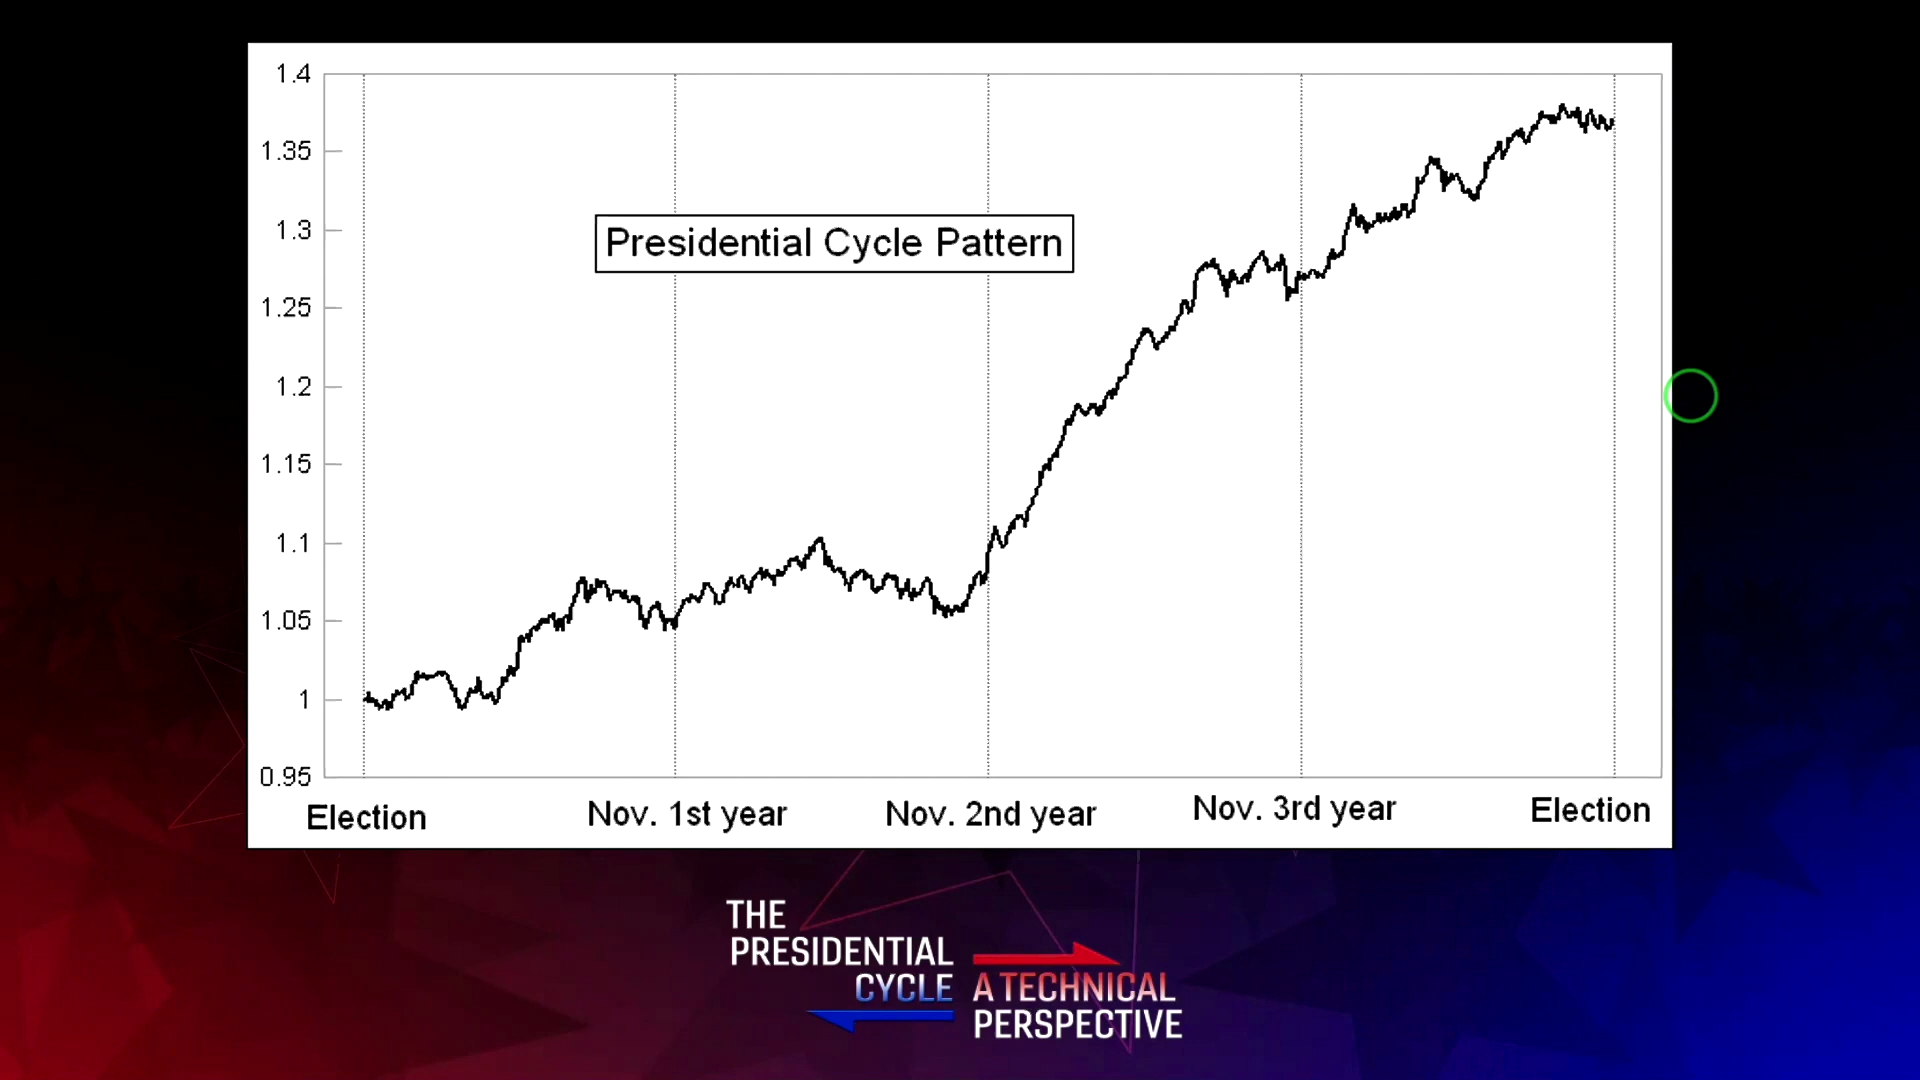 1.4
1.35
1.3
1.25
1.2
1.15
1.1
1.05
1
0.95
Presidential Cycle Pattern
Election
Nov. 1st year
Nov. 2nd year
Nov. 3rd year
Election
THE
PRESIDENTIAL
CYCLE
A TECHNICAL
PERSPECTIVE